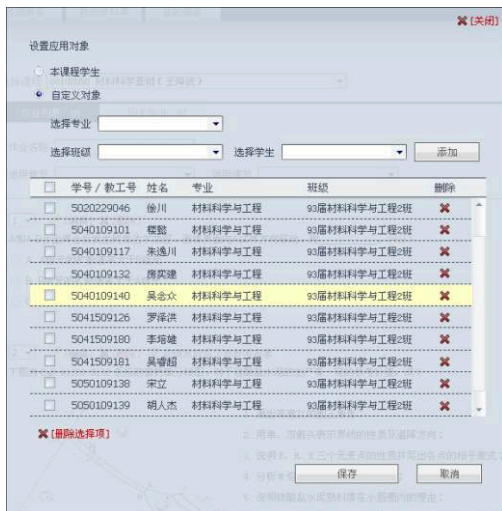 [关闭]
设置应用对象
本课程学生
自定义对象
选择专业
选择班级 选择学生 添加
学号 / 教工号 姓名 专业 班级 删除
5020229046 徐川 材料科学与工程 93届材料科学与工程2班
5040109101 楼懿 材料科学与工程 93届材料科学与工程2班
5040109117 朱逸川 材料科学与工程 93届材料科学与工程2班
5040109132 房奕建 材料科学与工程 93届材料科学与工程2班
5040109140 吴念众 材料科学与工程 93届材料科学与工程2班
5041509126 罗泽洪 材料科学与工程 93届材料科学与工程2班
5041509180 李培雄 材料科学与工程 93届材料科学与工程2班
5041509181 吴睿超 材料科学与工程 93届材料科学与工程2班
5050109138 宋立 材料科学与工程 93届材料科学与工程2班
5050109139 胡人杰 材料科学与工程 93届材料科学与工程2班
[删除选择项]
保存 取消